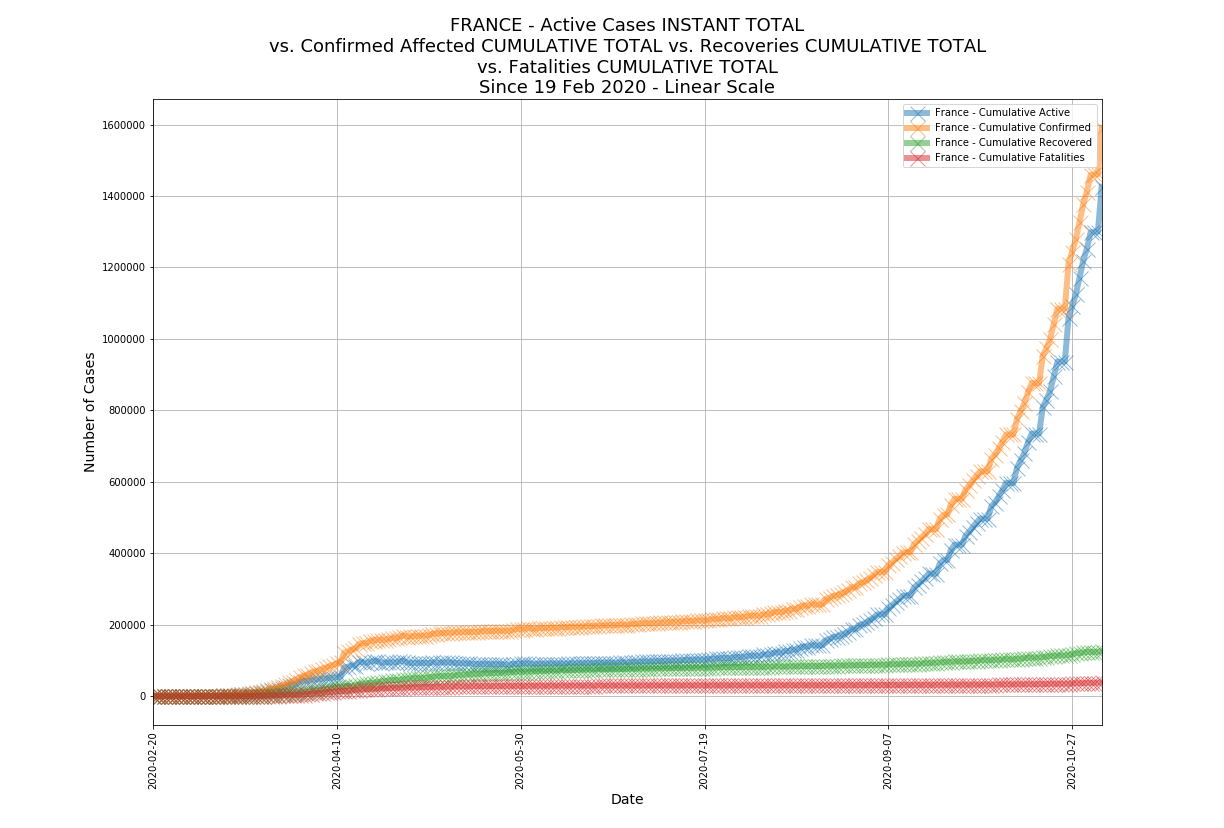 FRANCE - Active Cases INSTANT TOTAL
vs. Confirmed Affected CUMULATIVE TOTAL vs. Recoveries CUMULATIVE TOTAL
vs. Fatalities CUMULATIVE TOTAL
Since 19 Feb 2020 - Linear Scale
France - Cumulative Active
France - Cumulative Confirmed
France - Cumulative Recovered
France - Cumulative Fatalities
Number of Cases
1600000
1400000
1200000
1000000
800000
600000
400000
200000
0
2020-02-20
2020-04-10
2020-05-30
2020-07-19
2020-09-07
2020-10-27
Date